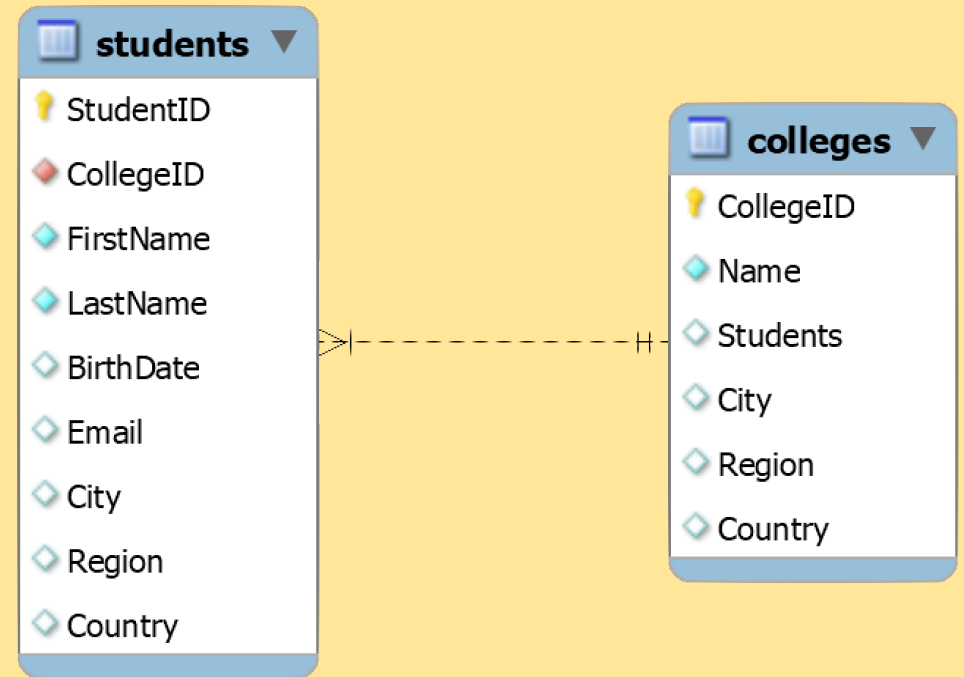 students
StudentID
CollegeID
FirstName
LastName
BirthDate
Email
City
Region
Country
colleges
CollegeID
Name
Students
City
Region
Country